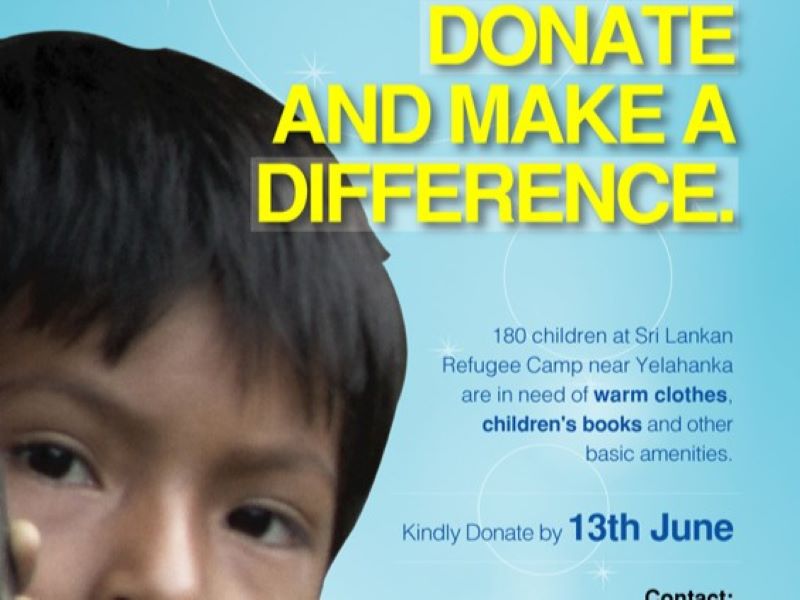 DONATE
AND MAKE A
DIFFERENCE.
180 children at Sri Lankan
Refugee Camp near Yelahanka
are in need of warm clothes,
children's books and other
basic amenities.
Kindly Donate by 13th June
Contact: